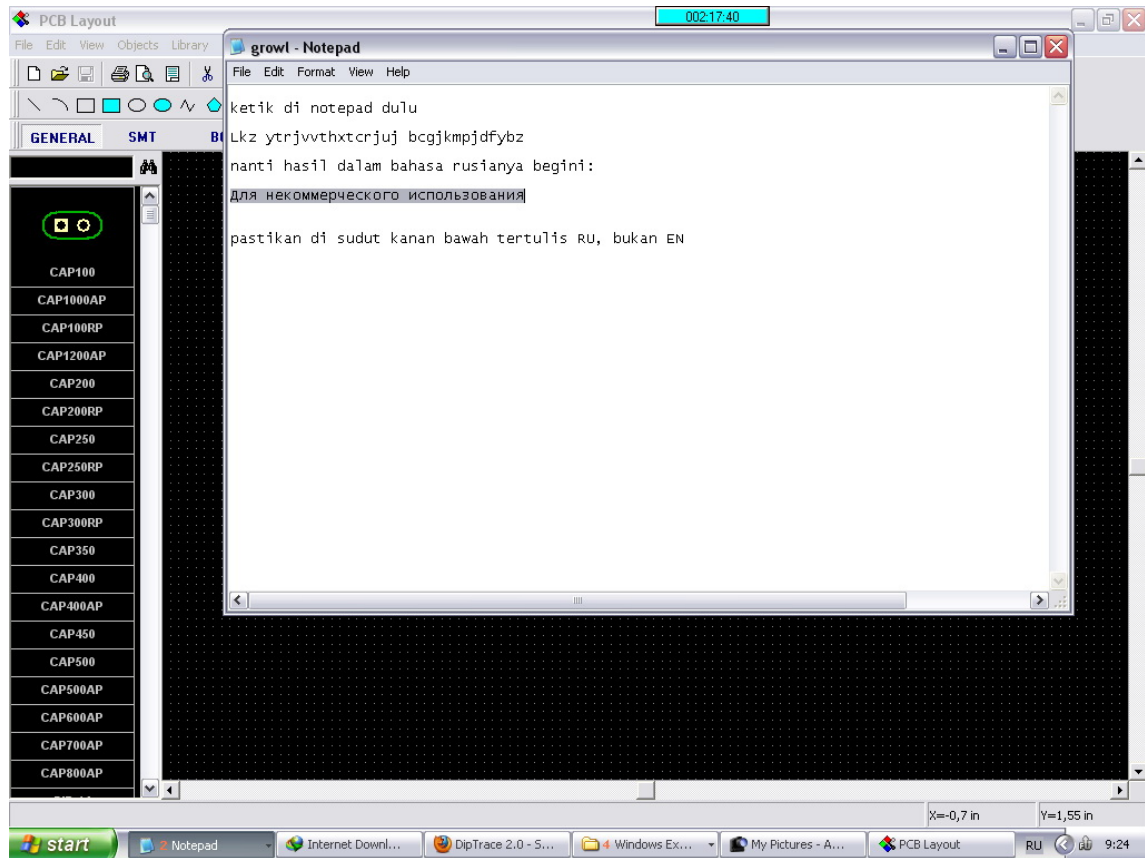 PCB Layout
002:17:40
File Edit View Objects Library
growl - Notepad
File Edit Format View Help
ketik di notepad dulu
Lkz ytrjvvthxtcrjuj bcgjkmpjdfybz
nanti hasil dalam bahasa rusianya begini:
Для некоммерческого использования
pastikan di sudut kanan bawah tertulis RU, bukan EN
GENERAL SMT
CAP100
CAP1000AP
CAP100RP
CAP1200AP
CAP200
CAP200RP
CAP250
CAP250RP
CAP300
CAP300RP
CAP350
CAP400
CAP400AP
CAP450
CAP500
CAP500AP
CAP600AP
CAP700AP
CAP800AP
X=-0,7 in Y=1,55 in
start 2 Notepad Internet Downl... DipTrace 2.0 - S... 4 Windows Ex... My Pictures - A... PCB Layout RU 9:24